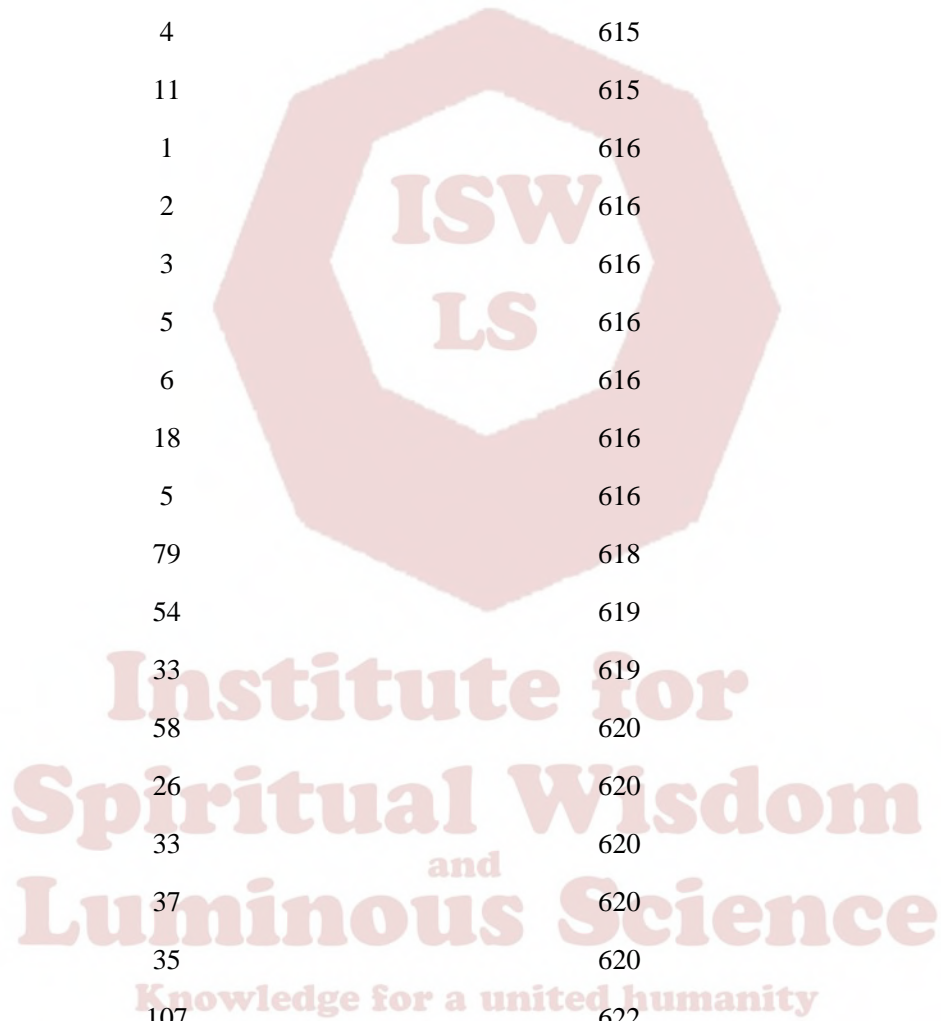 4 615
11 615
1 616
ISW
2 616
3 616
LS
5 616
6 616
18 616
5 616
79 618
54 619
33 619
Institute for
58 620
26 620
Spiritual Wisdom
33 620
and
37 620
Luminous Science
35 620
Knowledge for a united humanity
107 622